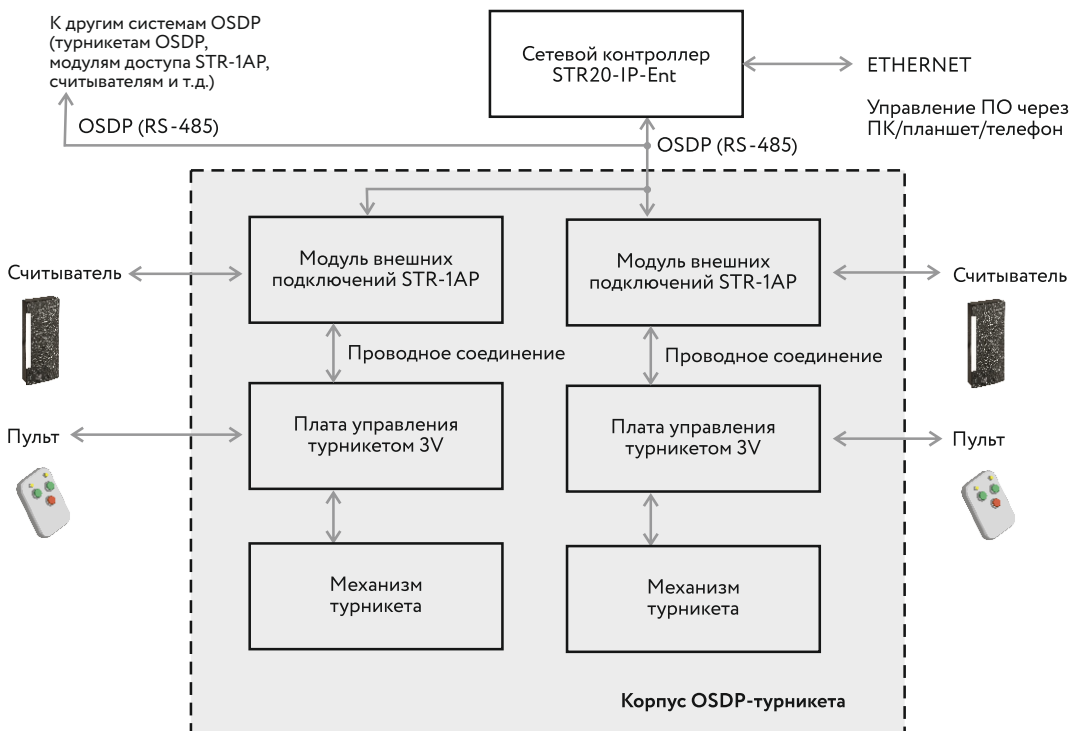 К другим системам OSDP
(турникетам OSDP,
модулям доступа STR-1AP,
считывателям и т.д.)
Сетевой контроллер
STR20-IP-Ent
ETHERNET
Управление ПО через
ПК/планшет/телефон
OSDP (RS-485)
OSDP (RS-485)
Модуль внешних
подключений STR-1AP
Модуль внешних
подключений STR-1AP
Считыватель
Считыватель
Проводное соединение
Проводное соединение
Плата управления
турникетом 3V
Плата управления
турникетом 3V
Пульт
Пульт
Механизм
турникета
Механизм
турникета
Корпус OSDP-турникета